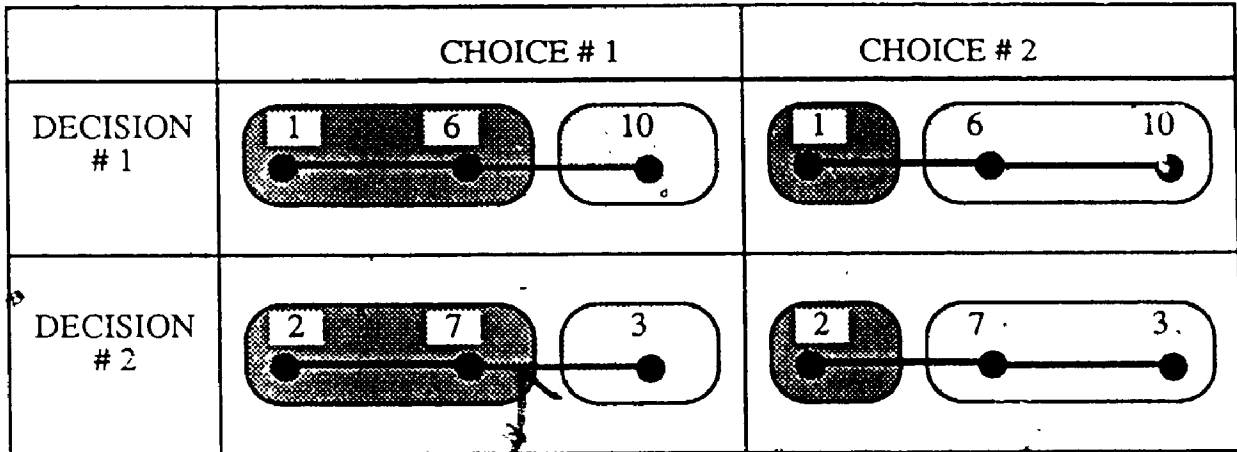 CHOICE # 1 CHOICE # 2
DECISION
# 1
1 6 10 1 6 10
DECISION
# 2
2 7 3 2 7 3